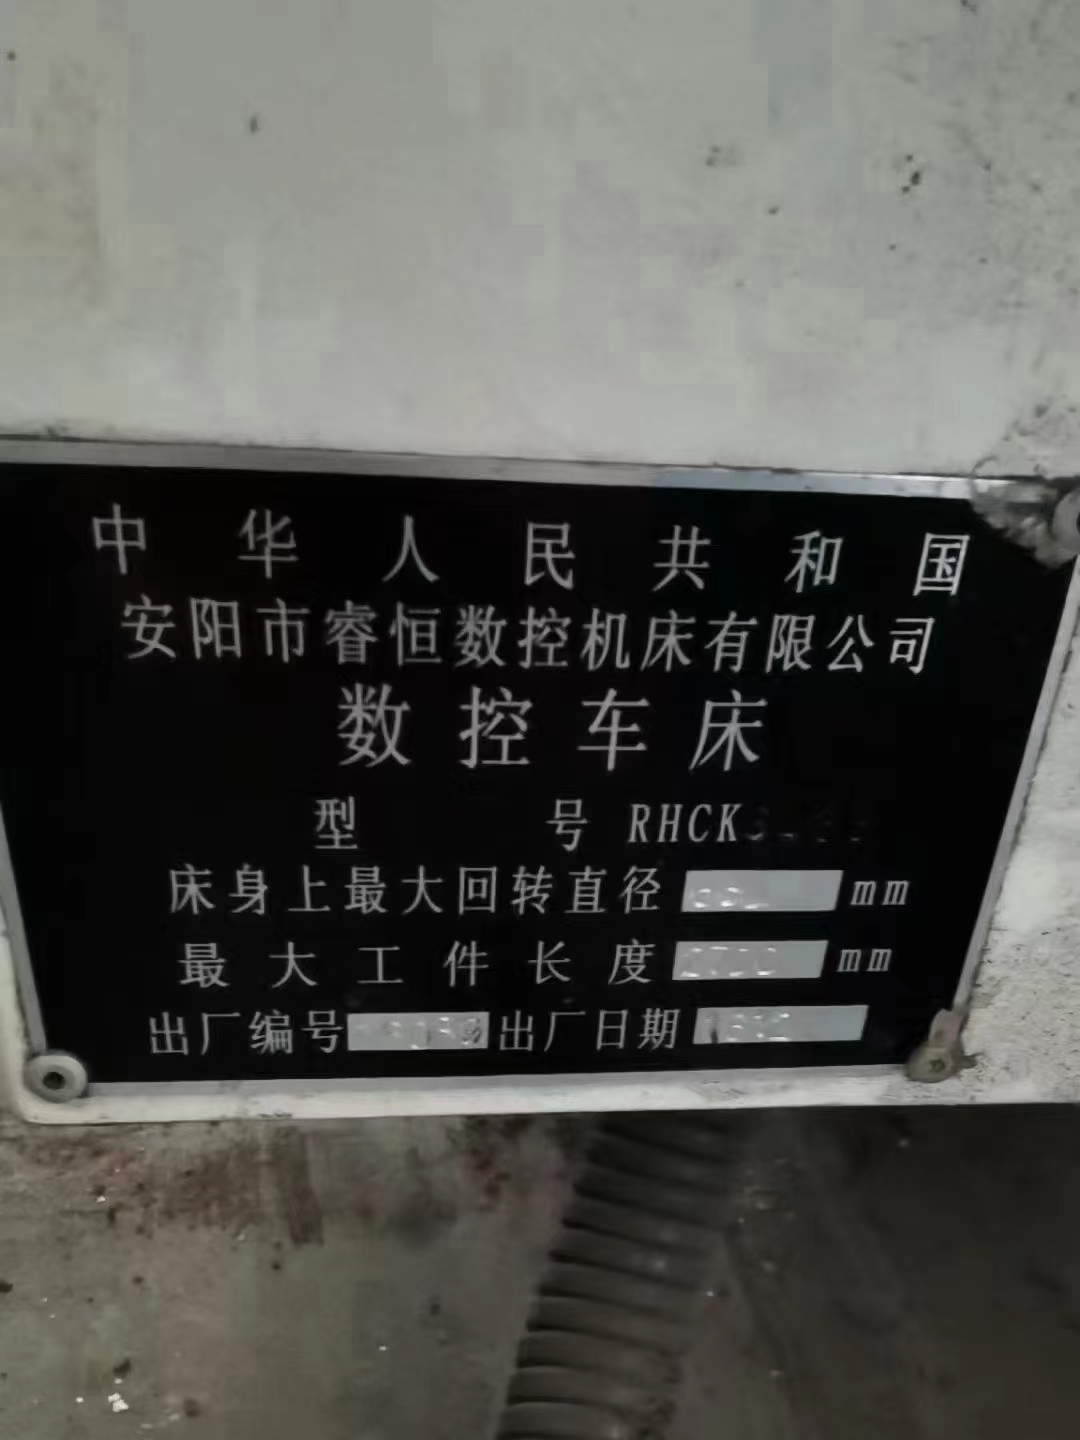 中华人民共和国
安阳市睿恒数控机床有限公司
数控车床
型号 RHCK
床身上最大回转直径 mm
最大工件长度 mm
出厂编号 出厂日期